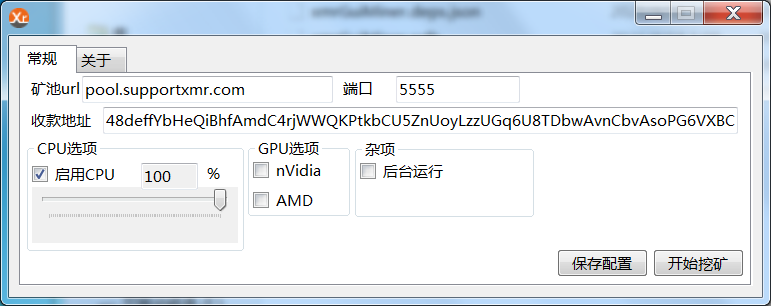 xmrGuiMiner.deps.json
Xr
常规 关于
矿池url pool.supportxmr.com 端口 5555
收款地址 48deffYbHeQiBhfAmdC4rjWWQKPtkbCU5ZnUoyLzzUGq6U8TDbwAvnCbvAsoPG6VXBC
CPU选项 GPU选项 杂项
启用CPU 100 % nVidia 后台运行
AMD
保存配置 开始挖矿